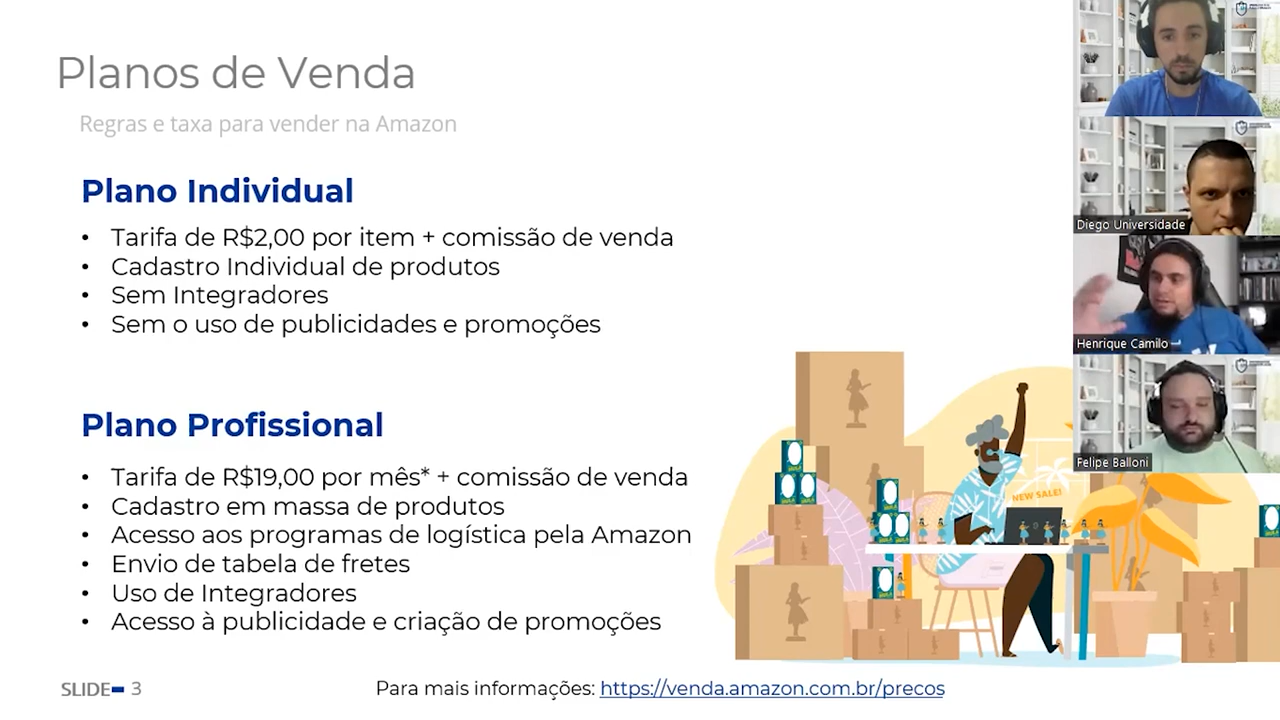 Planos de Venda
Regras e taxa para vender na Amazon
Plano Individual
• Tarifa de R$2,00 por item + comissão de venda
• Cadastro Individual de produtos
• Sem Integradores
• Sem o uso de publicidades e promoções
Plano Profissional
• Tarifa de R$19,00 por mês* + comissão de venda
• Cadastro em massa de produtos
• Acesso aos programas de logística pela Amazon
• Envio de tabela de fretes
• Uso de Integradores
• Acesso à publicidade e criação de promoções
NEW SALE!
SLIDE 3
Para mais informações: https://venda.amazon.com.br/precos
Diego Universidade
Henrique Camilo
Felipe Balloni